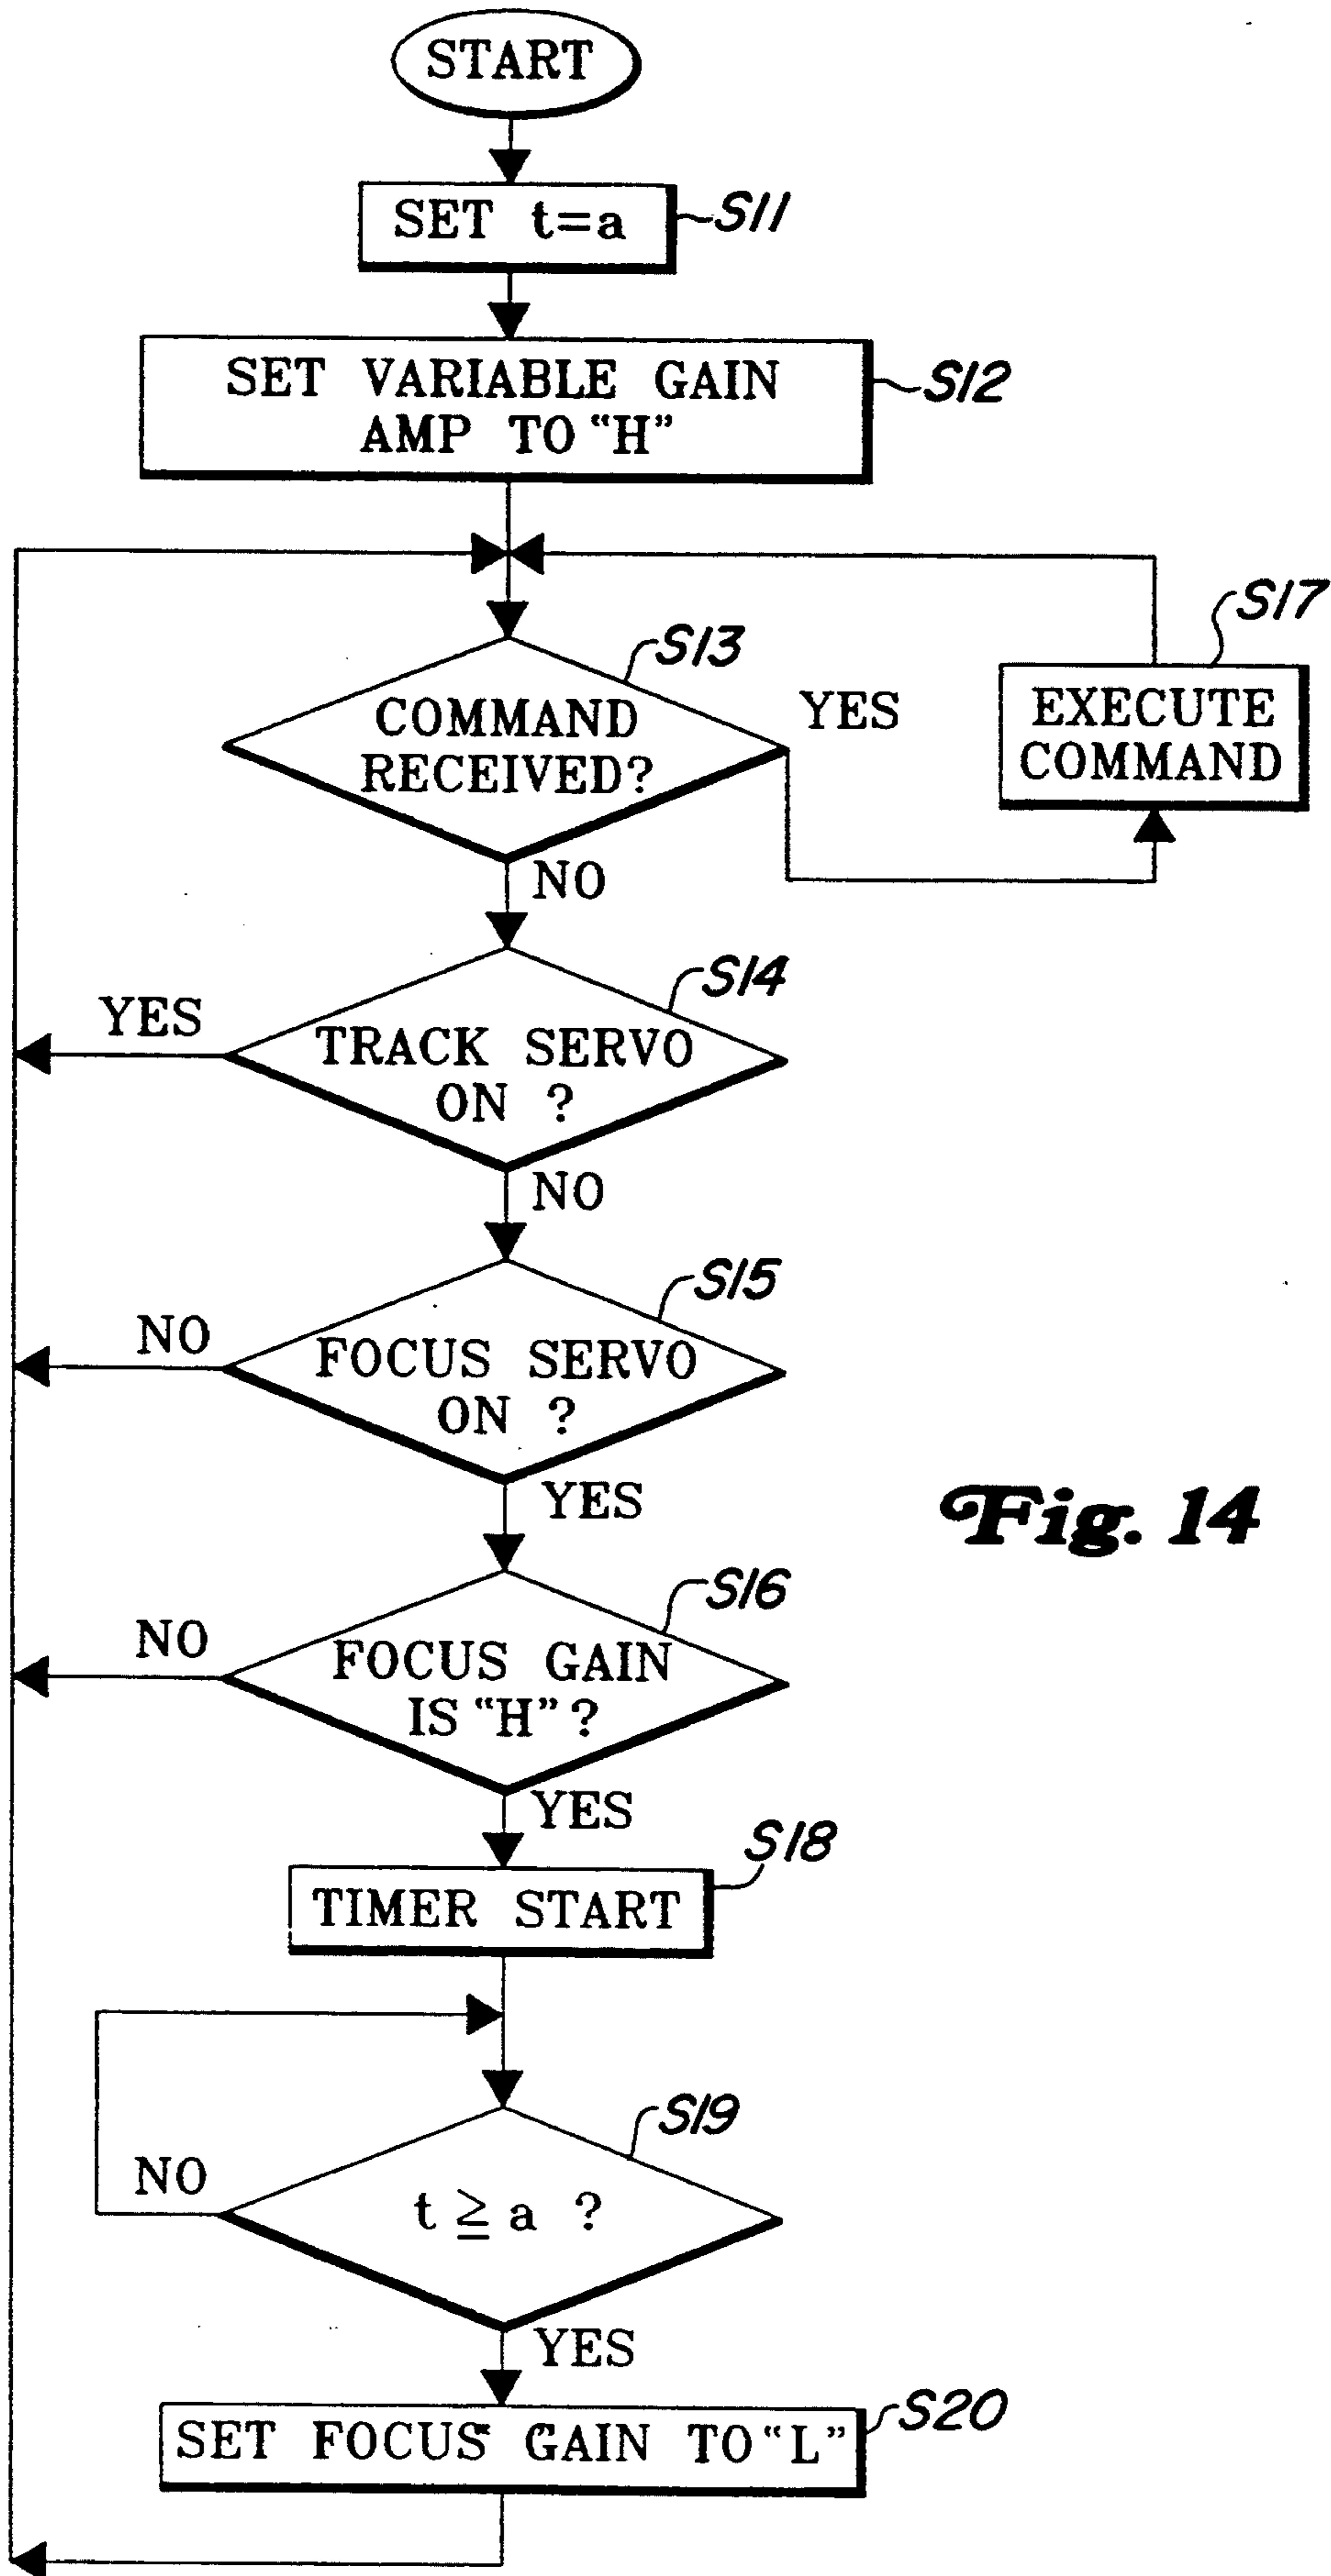 START
SET t=a
S11
SET VARIABLE GAIN
AMP TO "H"
S12
S13
COMMAND
RECEIVED?
YES
S17
EXECUTE
COMMAND
NO
S14
YES
TRACK SERVO
ON ?
NO
S15
NO
FOCUS SERVO
ON ?
YES
Fig. 14
S16
NO
FOCUS GAIN
IS "H" ?
YES
S18
TIMER START
S19
NO
t ≧ a ?
YES
S20
SET FOCUS GAIN TO "L"